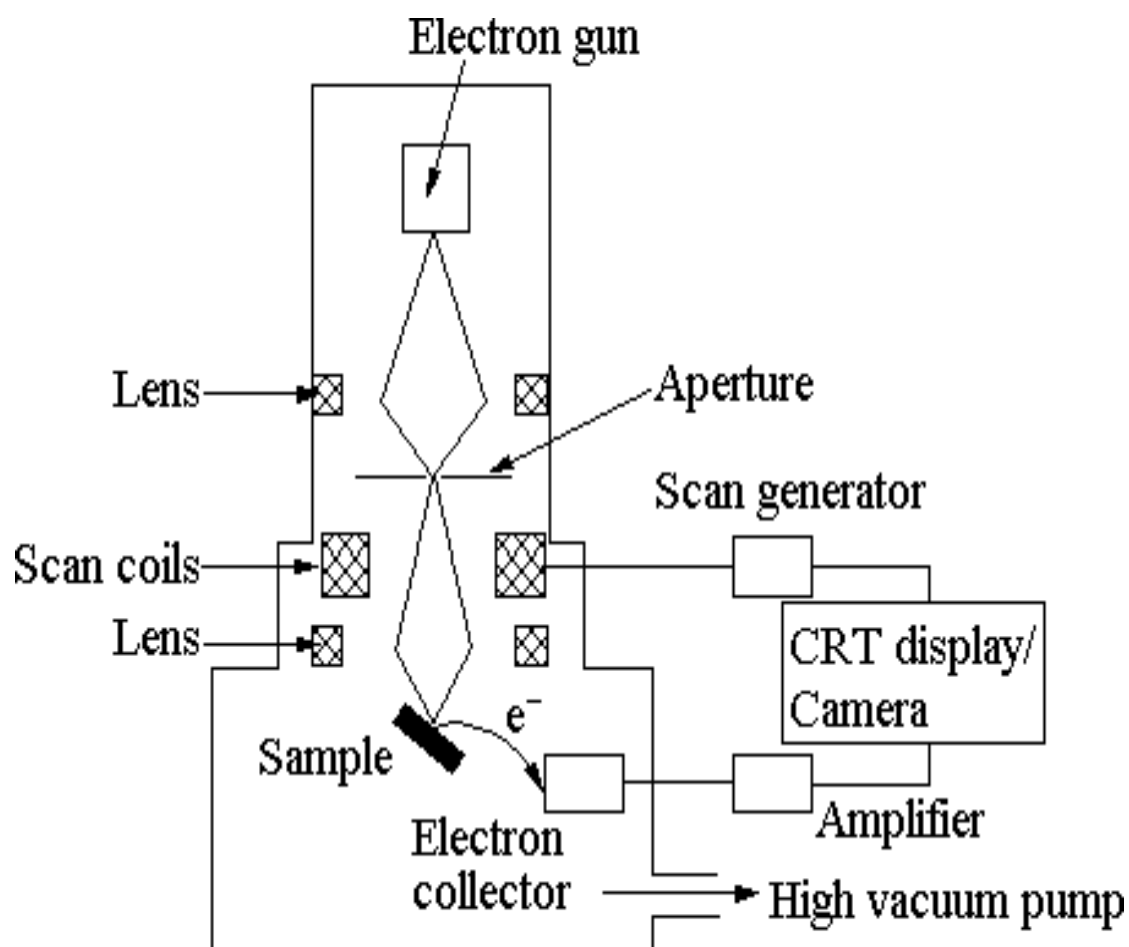 Electron gun
Lens
Aperture
Scan generator
Scan coils
Lens
CRT display/
Camera
e⁻
Sample
Amplifier
Electron
collector
High vacuum pump